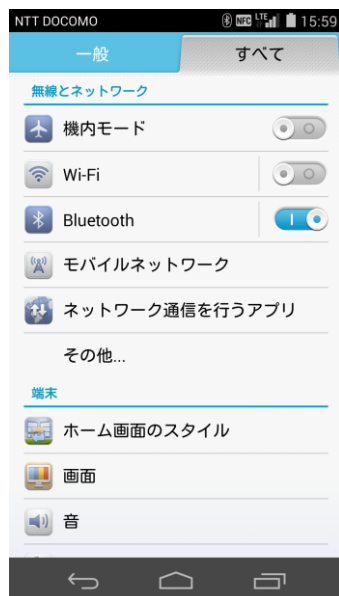 NTT DOCOMO NFC LTE 15:59
一般 すべて
無線とネットワーク
機内モード
Wi-Fi
Bluetooth
モバイルネットワーク
ネットワーク通信を行うアプリ
その他...
端末
ホーム画面のスタイル
画面
音